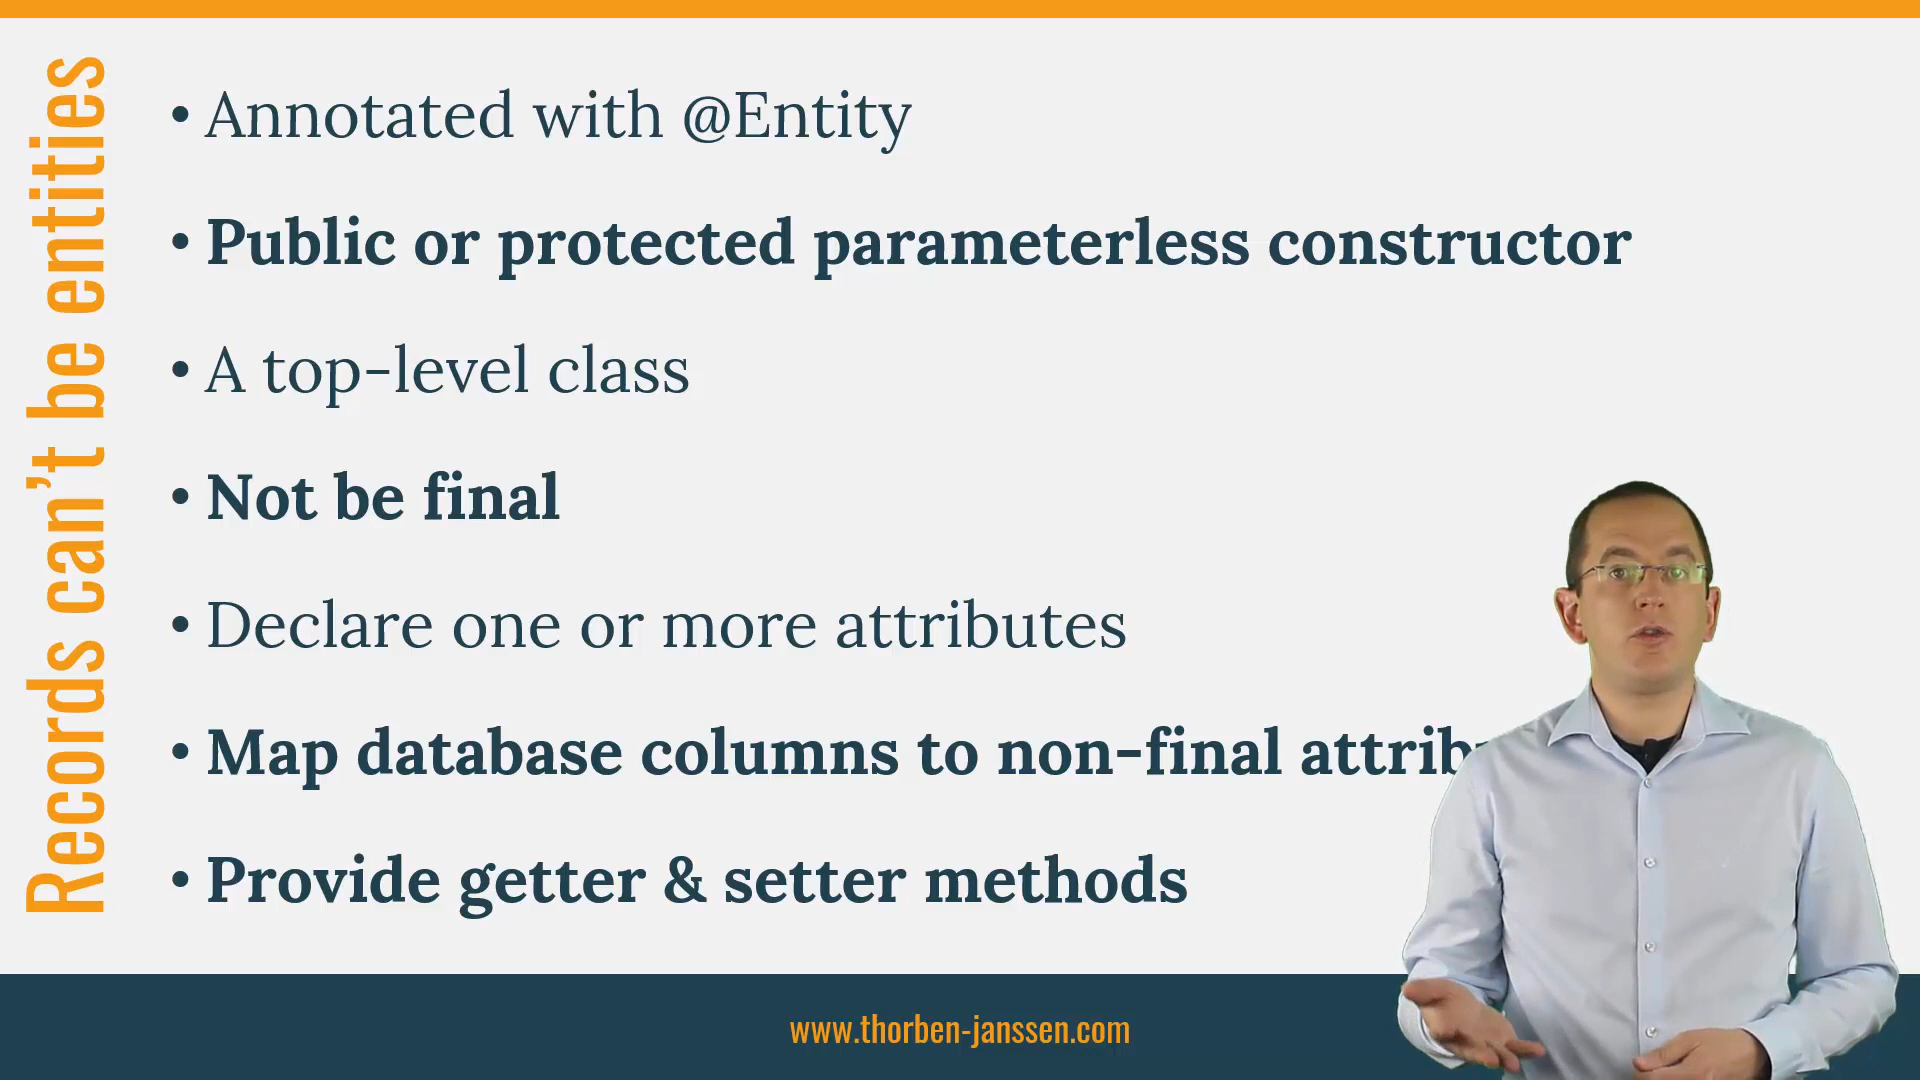 Records can't be entities
• Annotated with @Entity
• Public or protected parameterless constructor
• A top-level class
• Not be final
• Declare one or more attributes
• Map database columns to non-final
• Provide getter & setter methods
www.thorben-janssen.com